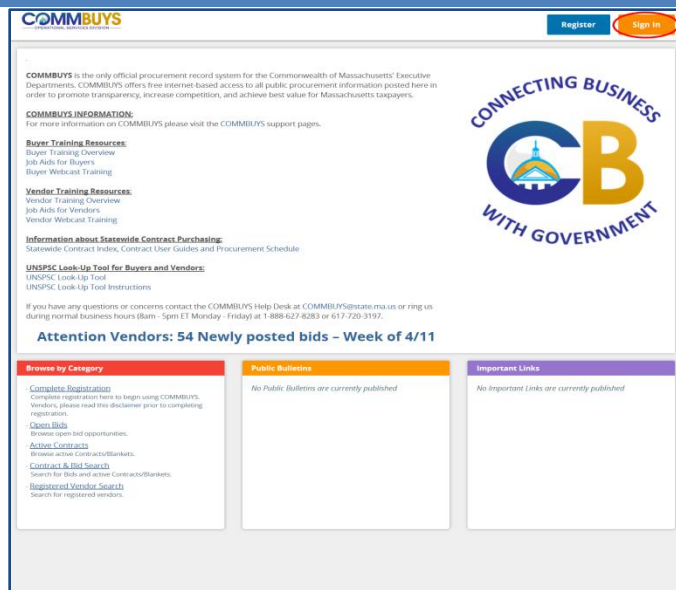 COMMBUYS
OPERATIONAL SERVICES DIVISION
Register
Sign In
COMMBUYS is the only official procurement record system for the Commonwealth of Massachusetts' Executive
Departments. COMMBUYS offers free internet-based access to all public procurement information posted here in
order to promote transparency, increase competition, and achieve best value for Massachusetts taxpayers.
COMMBUYS INFORMATION:
For more information on COMMBUYS please visit the COMMBUYS support pages.
Buyer Training Resources:
Buyer Training Overview
Job Aids for Buyers
Buyer Webcast Training
Vendor Training Resources:
Vendor Training Overview
Job Aids for Vendors
Vendor Webcast Training
Information about Statewide Contract Purchasing:
Statewide Contract Index, Contract User Guides and Procurement Schedule
UNSPSC Look-Up Tool for Buyers and Vendors:
UNSPSC Look-Up Tool
UNSPSC Look-Up Tool Instructions
If you have any questions or concerns contact the COMMBUYS Help Desk at COMMBUYS@state.ma.us or ring us
during normal business hours (8am - 5pm ET Monday - Friday) at 1-888-627-8283 or 617-720-3197.
Attention Vendors: 54 Newly posted bids – Week of 4/11
CONNECTING BUSINESS
CB
WITH GOVERNMENT
Browse by Category
Complete Registration
Complete registration here to begin using COMMBUYS.
Vendors, please read this disclaimer prior to completing
registration.
Open Bids
Browse open bid opportunities.
Active Contracts
Browse active Contracts/Blankets.
Contract & Bid Search
Search for Bids and active Contracts/Blankets.
Registered Vendor Search
Search for registered vendors.
Public Bulletins
No Public Bulletins are currently published
Important Links
No Important Links are currently published